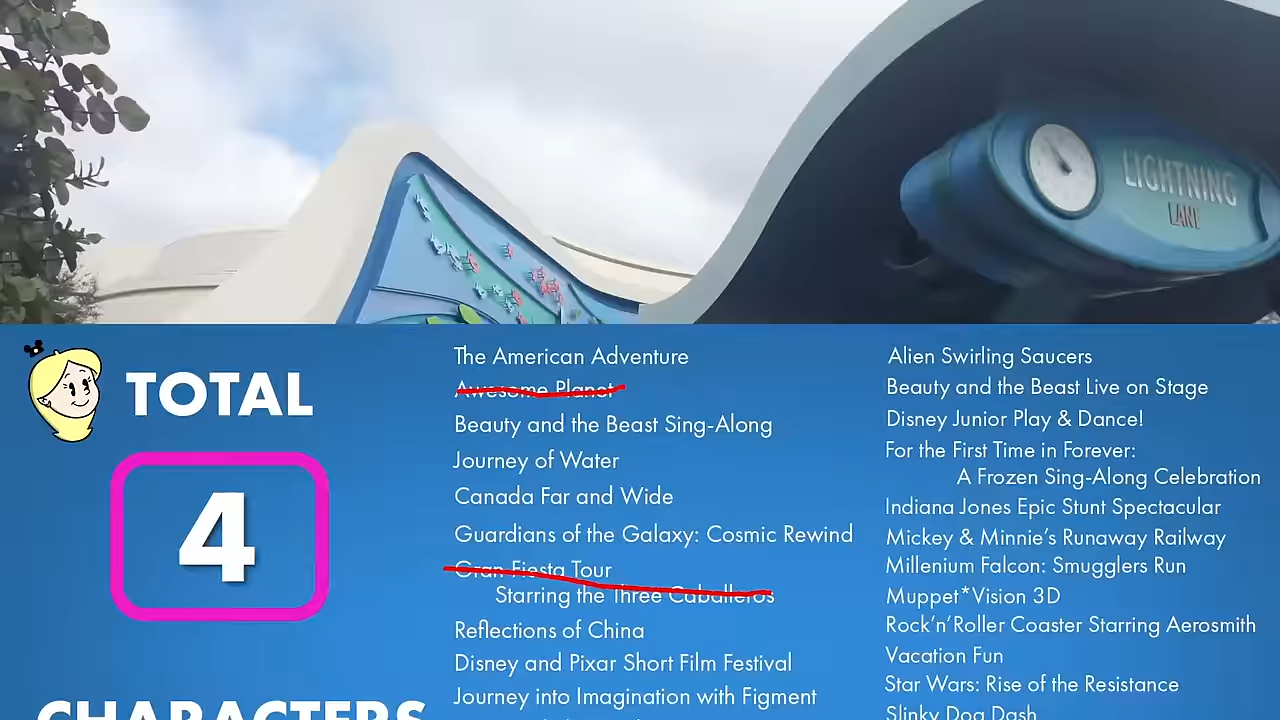 LIGHTNING
LANE
TOTAL
4
CHARACTERS
The American Adventure
Awesome Planet
Beauty and the Beast Sing-Along
Journey of Water
Canada Far and Wide
Guardians of the Galaxy: Cosmic Rewind
Gran Fiesta Tour
Starring the Three Caballeros
Reflections of China
Disney and Pixar Short Film Festival
Journey into Imagination with Figment
Alien Swirling Saucers
Beauty and the Beast Live on Stage
Disney Junior Play & Dance!
For the First Time in Forever:
A Frozen Sing-Along Celebration
Indiana Jones Epic Stunt Spectacular
Mickey & Minnie's Runaway Railway
Millenium Falcon: Smugglers Run
Muppet*Vision 3D
Rock'n'Roller Coaster Starring Aerosmith
Vacation Fun
Star Wars: Rise of the Resistance
Slinky Dog Dash